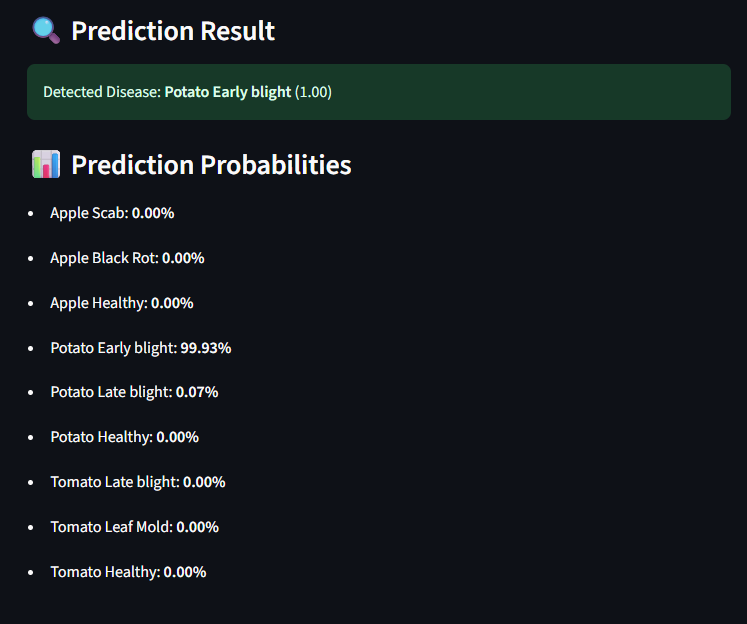 Prediction Result
Detected Disease: Potato Early blight (1.00)
Prediction Probabilities
Apple Scab: 0.00%
Apple Black Rot: 0.00%
Apple Healthy: 0.00%
Potato Early blight: 99.93%
Potato Late blight: 0.07%
Potato Healthy: 0.00%
Tomato Late blight: 0.00%
Tomato Leaf Mold: 0.00%
Tomato Healthy: 0.00%